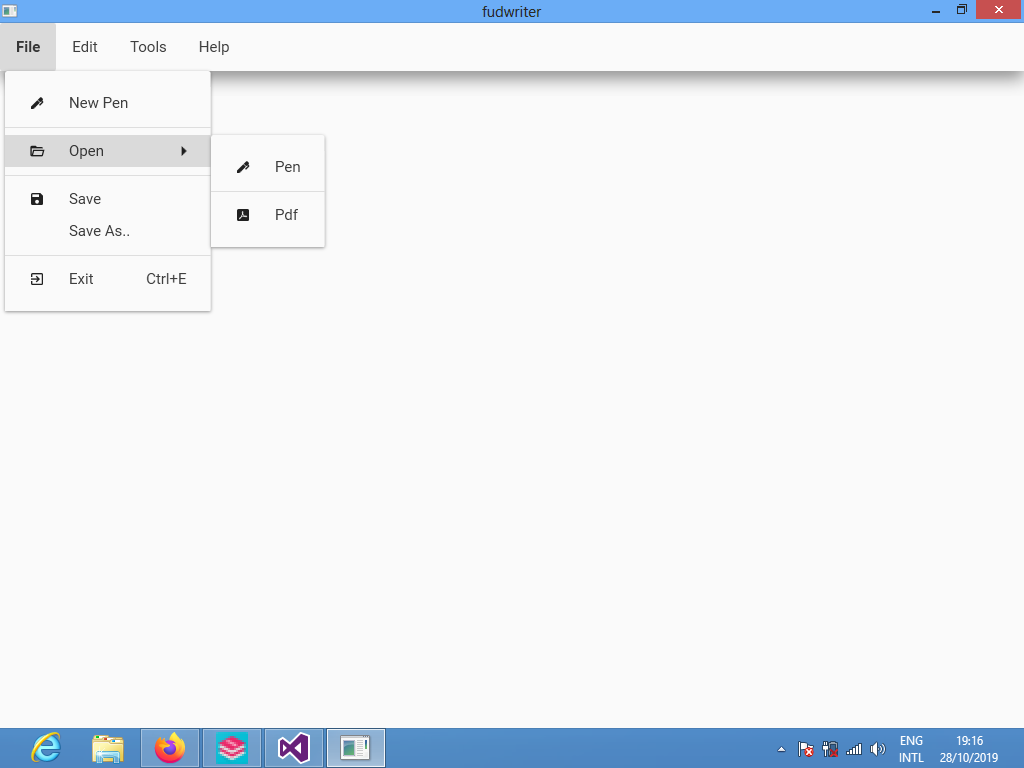 fudwriter
File Edit Tools Help
New Pen
Open
Pen
Save
Pdf
Save As..
Exit Ctrl+E
ENG 19:16
INTL 28/10/2019